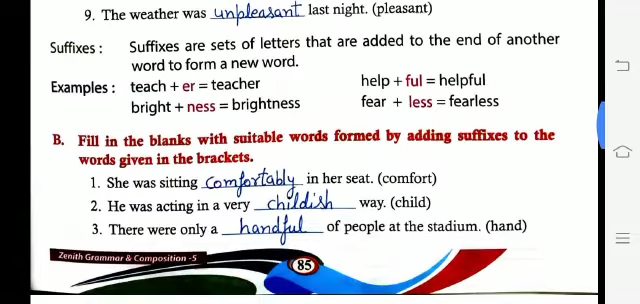 9. The weather was unpleasant last night. (pleasant)
Suffixes : Suffixes are sets of letters that are added to the end of another
word to form a new word.
Examples : teach + er = teacher help + ful = helpful
bright + ness = brightness fear + less = fearless
B. Fill in the blanks with suitable words formed by adding suffixes to the
words given in the brackets.
1. She was sitting comfortably in her seat. (comfort)
2. He was acting in a very childish way. (child)
3. There were only a handful of people at the stadium. (hand)
Zenith Grammar & Composition -5
85